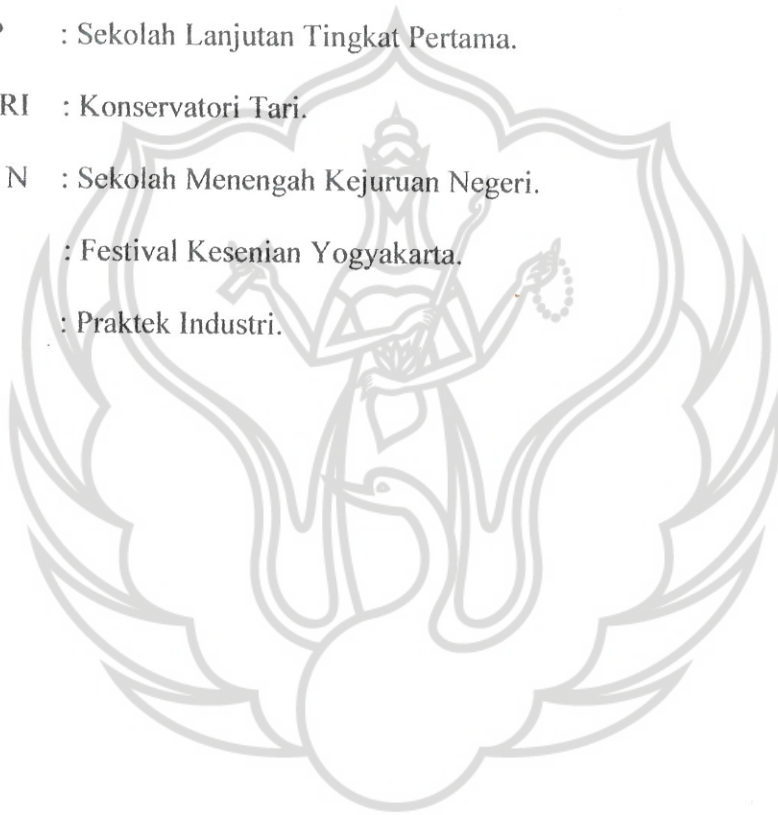 : Sekolah Lanjutan Tingkat Pertama.
RI : Konservatori Tari.
N : Sekolah Menengah Kejuruan Negeri.
: Festival Kesenian Yogyakarta.
: Praktek Industri.